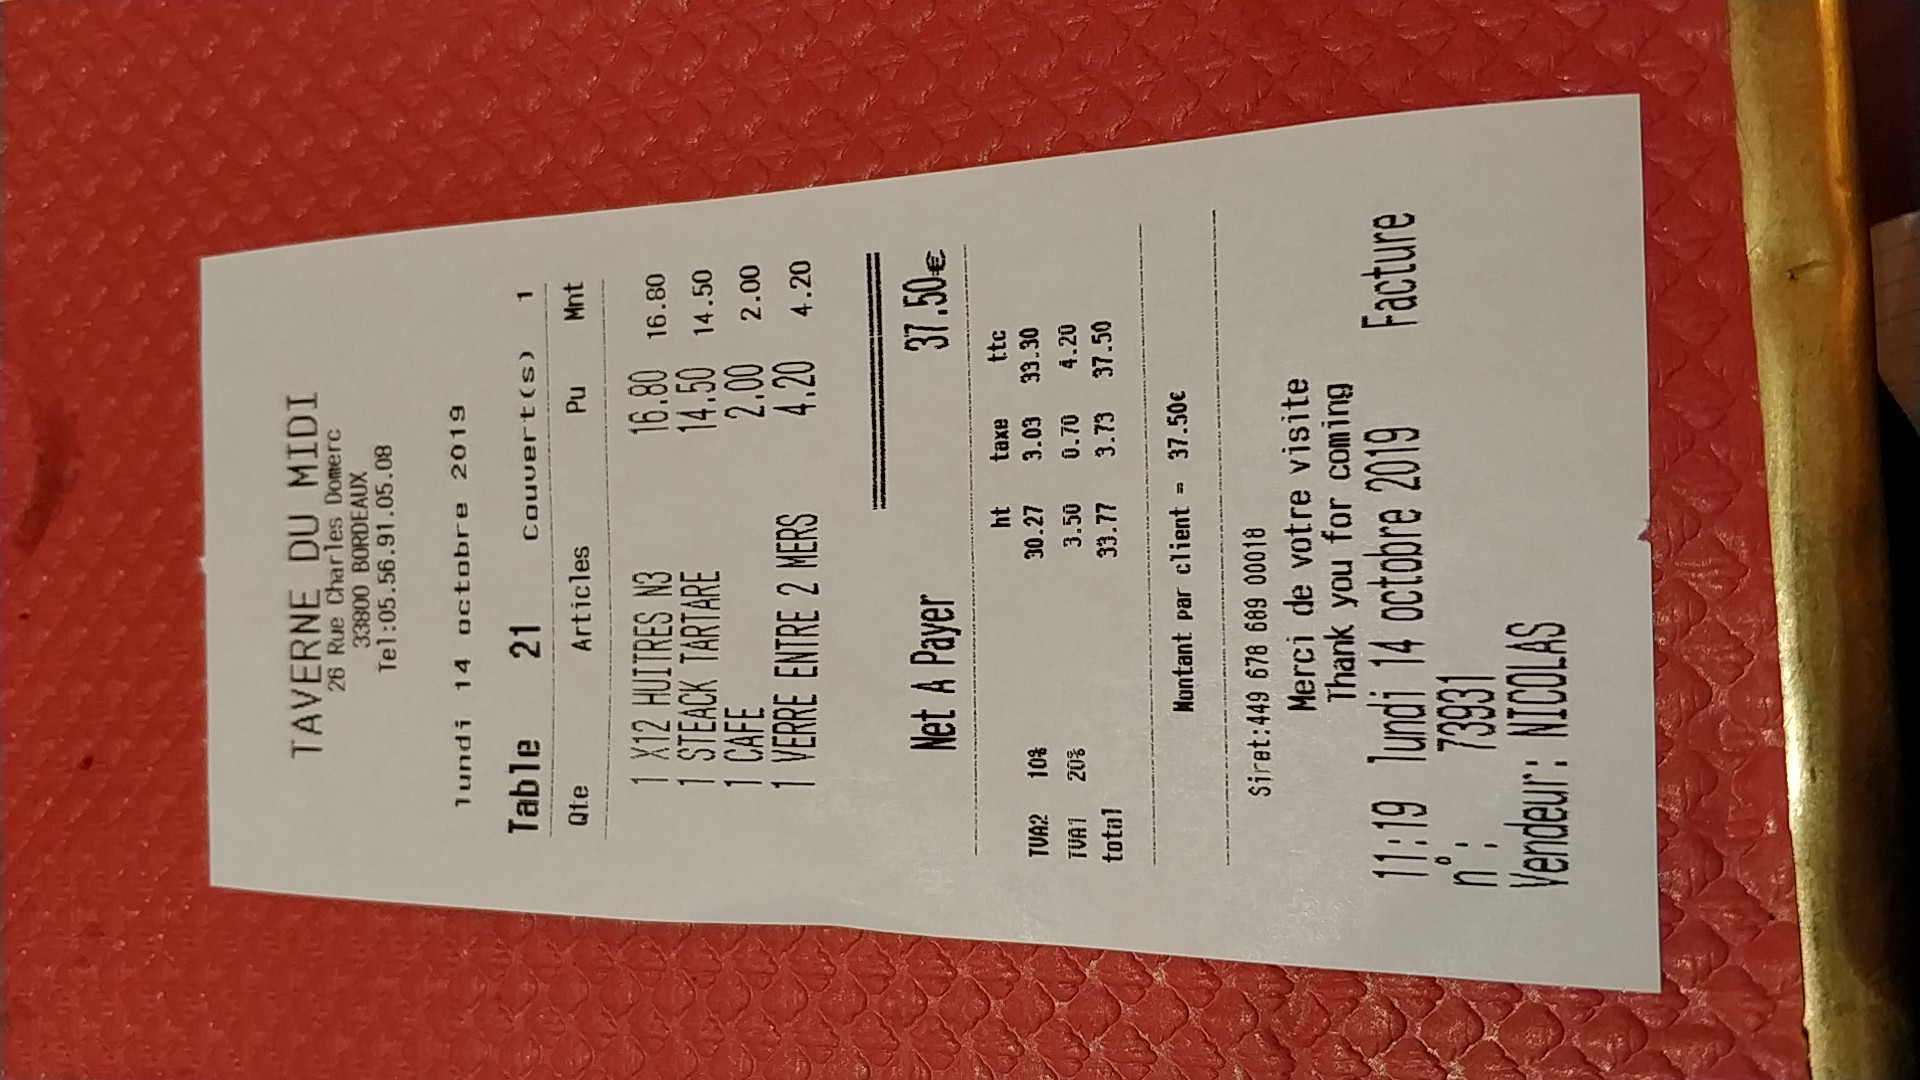 TAVERNE DU MIDI
26 Rue Charles Domerc
33800 BORDEAUX
Tel:05.56.91.05.08
lundi 14 octobre 2019
Table 21 Couvert(s) 1
Qte Articles Pu Mnt
1 X12 HUITRES N3 16.80 16.80
1 STEACK TARTARE 14.50 14.50
1 CAFE 2.00 2.00
1 VERRE ENTRE 2 MERS 4.20 4.20
Net A Payer 37.50€
ht taxe ttc
TVA2 10% 30.27 3.03 33.30
TVA1 20% 3.50 0.70 4.20
total 33.77 3.73 37.50
Montant par client = 37.50€
Siret:449 678 689 00018
Merci de votre visite
Thank you for coming
11:19 lundi 14 octobre 2019 Facture
n°: 73931
Vendeur: NICOLAS